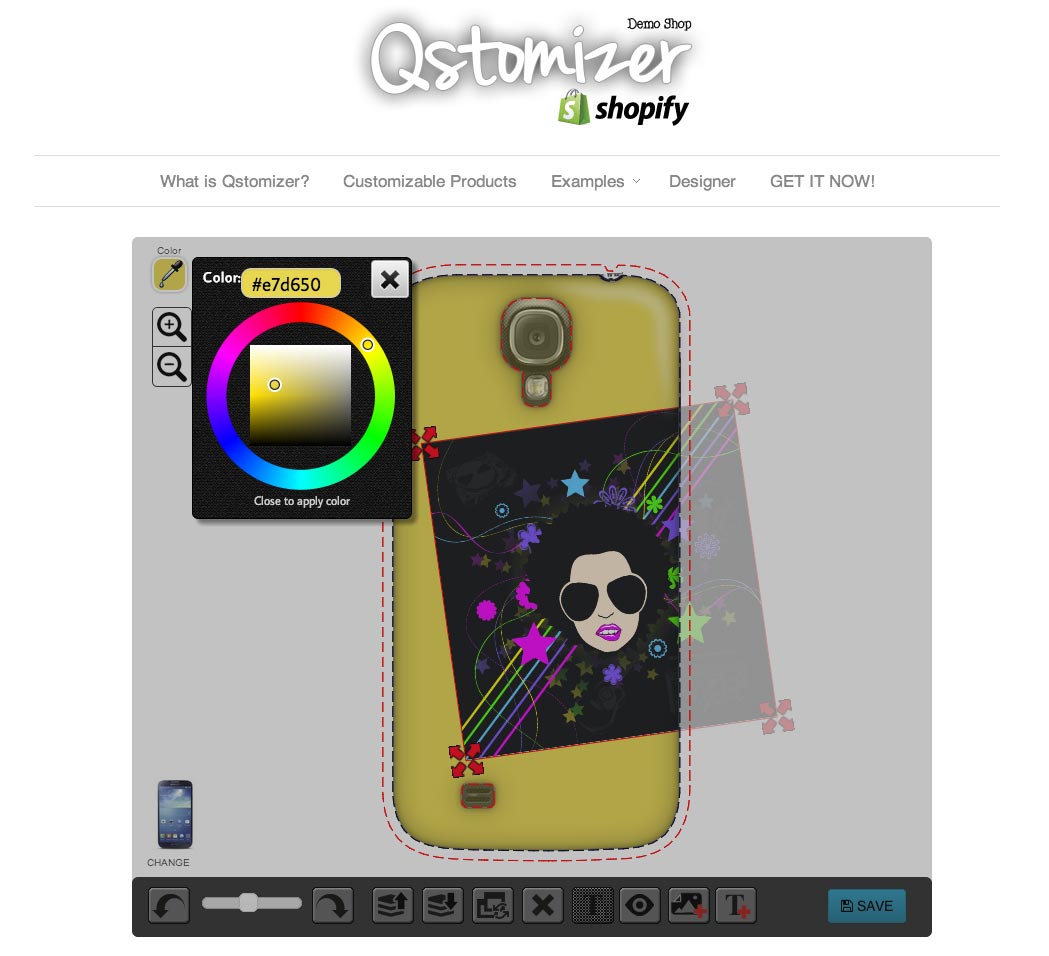 Demo Shop
Qstomizer
shopify
What is Qstomizer?
Customizable Products
Examples
Designer
GET IT NOW!
Color
Color:
#e7d650
Close to apply color
CHANGE
SAVE